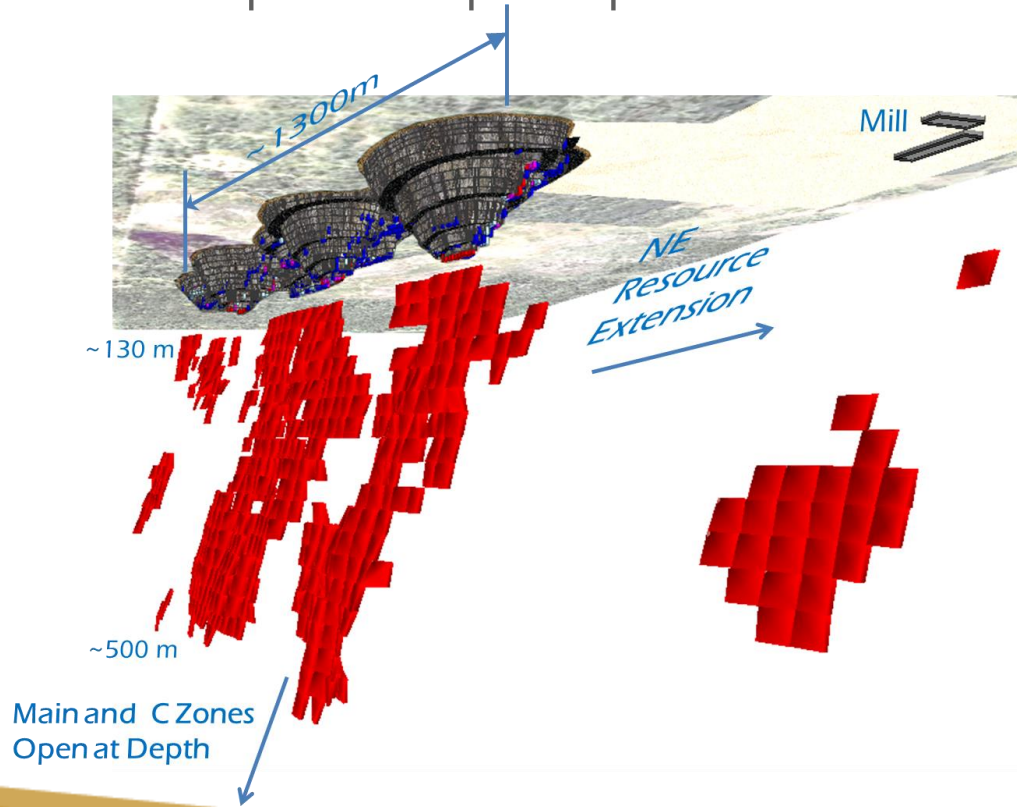 ~1300m
Mill
NE
Resource
Extension
~130 m
~500 m
Main and C Zones
Open at Depth